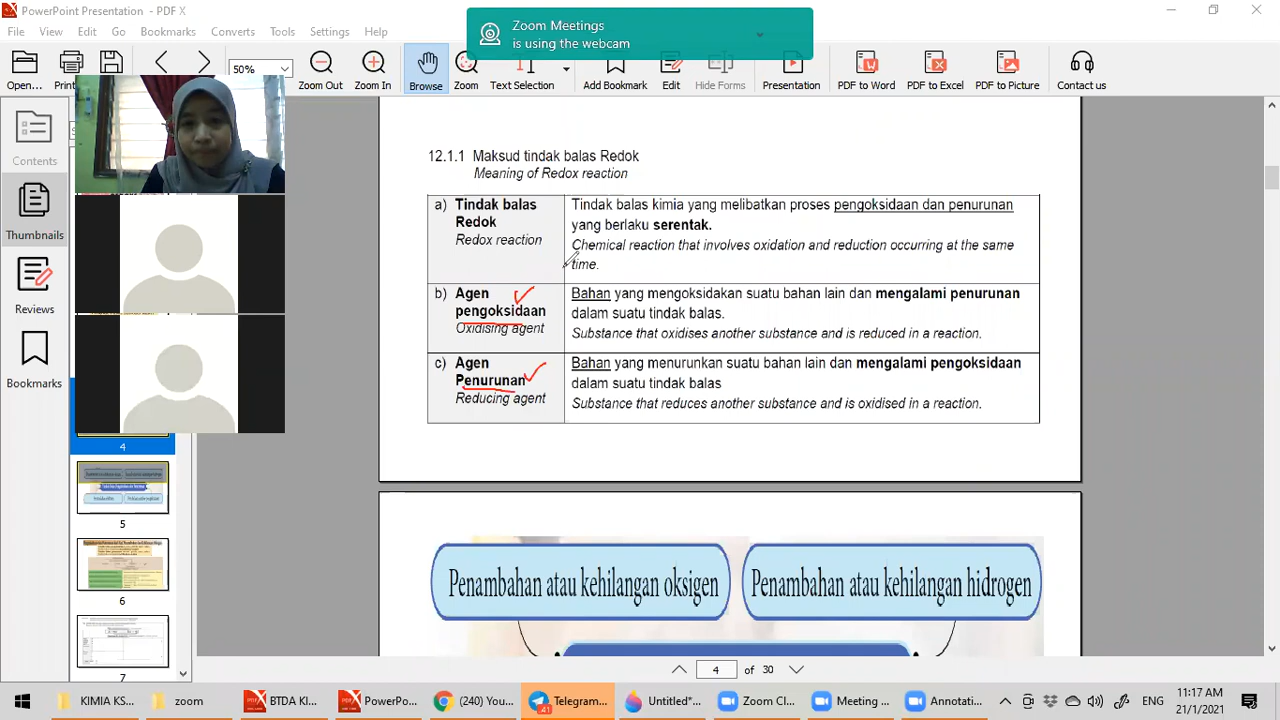 PowerPoint Presentation - PDF X
Zoom Meetings
is using the webcam
File View Edit Go Bookmarks Converts Tools Settings Help
50%
Open... Print Zoom Out Zoom In Browse Zoom Text Selection Add Bookmark Edit Hide Forms Presentation PDF to Word PDF to Excel PDF to Picture Contact us
Contents
Thumbnails
Reviews
Bookmarks
4
5
6
7
12.1.1 Maksud tindak balas Redok
Meaning of Redox reaction
a) Tindak balas
Redok
Redox reaction
Tindak balas kimia yang melibatkan proses pengoksidaan dan penurunan
yang berlaku serentak.
Chemical reaction that involves oxidation and reduction occurring at the same
time.
b) Agen
pengoksidaan
Oxidising agent
Bahan yang mengoksidakan suatu bahan lain dan mengalami penurunan
dalam suatu tindak balas.
Substance that oxidises another substance and is reduced in a reaction.
c) Agen
Penurunan
Reducing agent
Bahan yang menurunkan suatu bahan lain dan mengalami pengoksidaan
dalam suatu tindak balas
Substance that reduces another substance and is oxidised in a reaction.
Penambahan atau kehilangan oksigen
Penambahan atau kehilangan hidrogen
4 of 30
KIMIA KS...
zoom
BTDA KI...
PowerPo...
(240) You...
41
Telegram...
Untitled*...
Zoom Cl...
Meeting ...
Annotati...
ENG
11:17 AM
21/1/2021